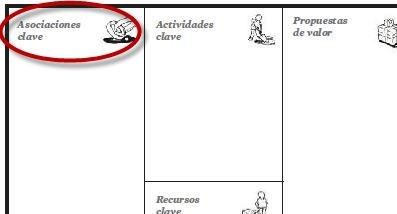 Asociaciones
clave
Actividades
clave
Propuestas
de valor
Recursos
clave